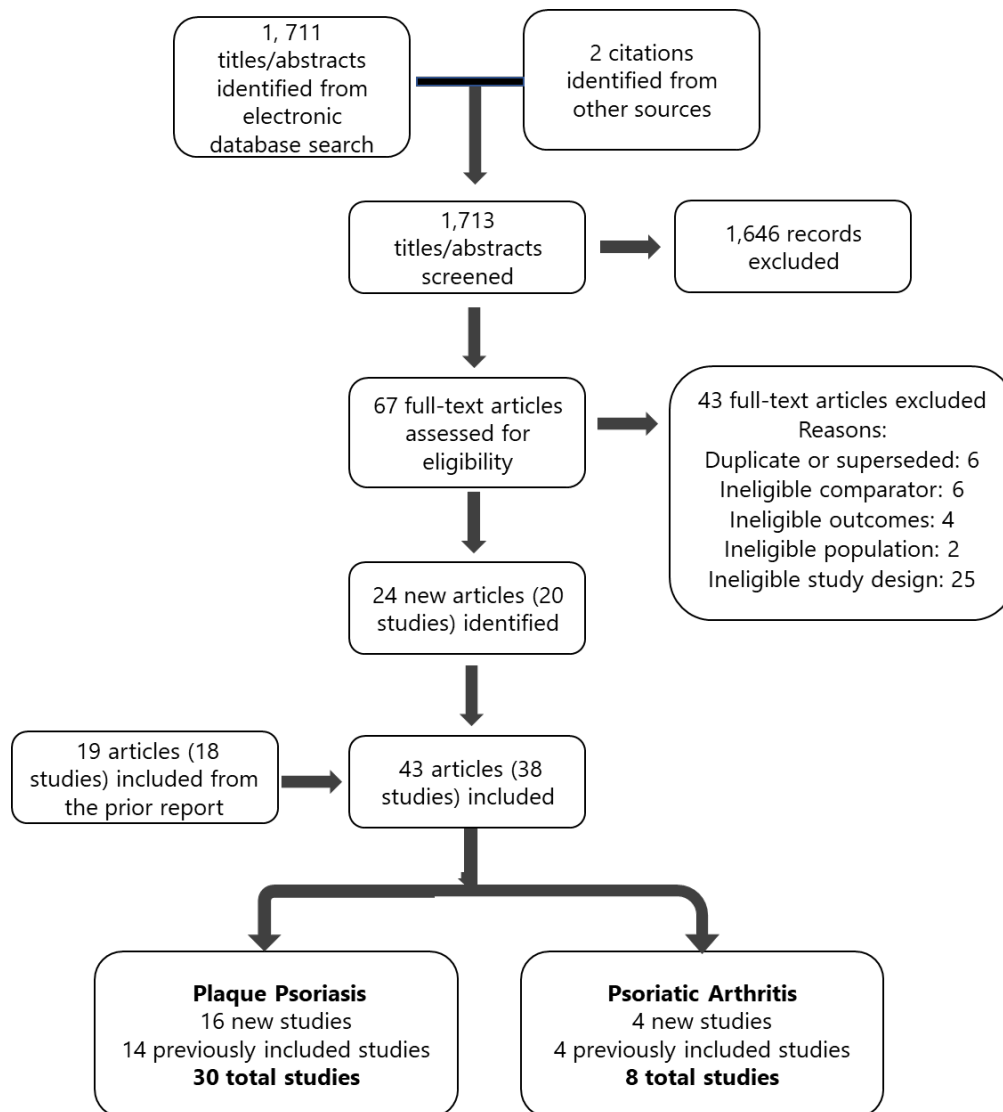 1, 711
titles/abstracts
identified from
electronic
database search
2 citations
identified from
other sources
1,713
titles/abstracts
screened
1,646 records
excluded
67 full-text articles
assessed for
eligibility
43 full-text articles excluded
Reasons:
Duplicate or superseded: 6
Ineligible comparator: 6
Ineligible outcomes: 4
Ineligible population: 2
Ineligible study design: 25
24 new articles (20
studies) identified
19 articles (18
studies) included from
the prior report
43 articles (38
studies) included
Plaque Psoriasis
16 new studies
14 previously included studies
30 total studies
Psoriatic Arthritis
4 new studies
4 previously included studies
8 total studies